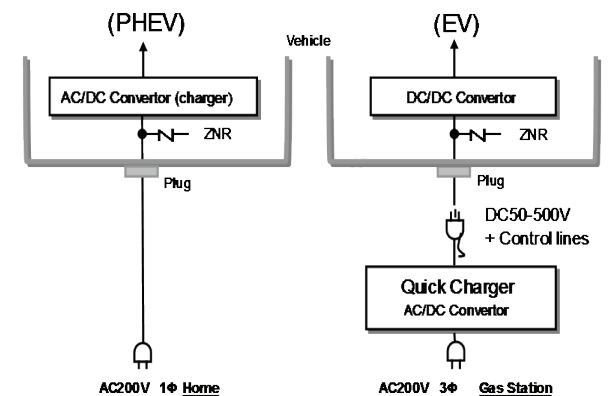 (PHEV)
Vehicle
(EV)
AC/DC Convertor (charger)
DC/DC Convertor
ZNR
ZNR
Plug
Plug
DC50-500V
+ Control lines
Quick Charger
AC/DC Convertor
AC200V 1Φ Home
AC200V 3Φ Gas Station